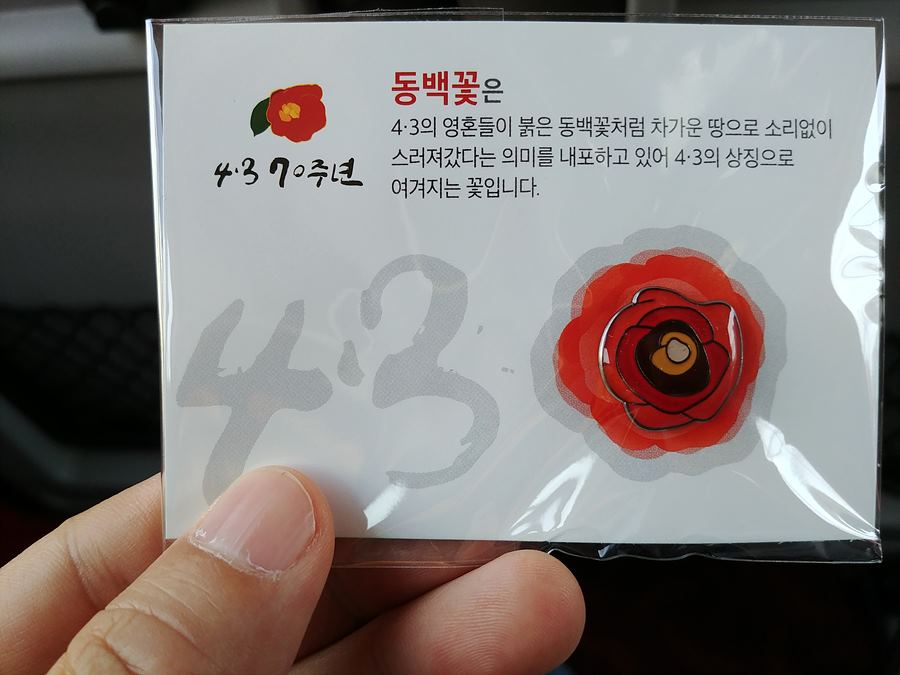 동백꽃은
4·3의 영혼들이 붉은 동백꽃처럼 차가운 땅으로 소리없이
스러져갔다는 의미를 내포하고 있어 4·3의 상징으로
여겨지는 꽃입니다.
4·3 70주년
4·3